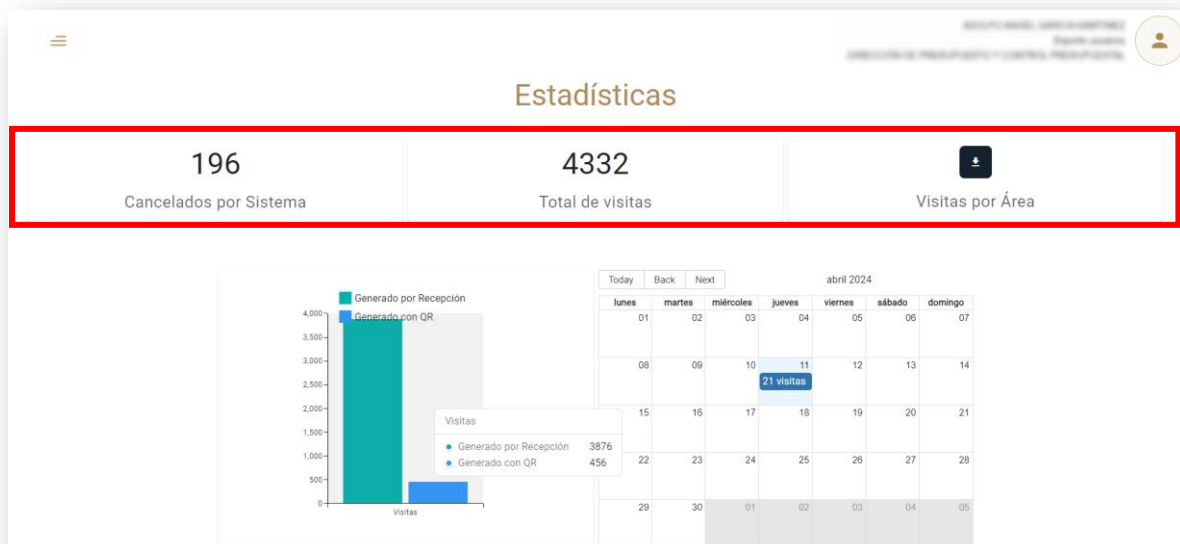 Estadísticas
196
Cancelados por Sistema
4332
Total de visitas
Visitas por Área
Generado por Recepción
Generado con QR
4,000
3,500
3,000
2,500
2,000
1,500
1,000
500
0
Visitas
Visitas
Generado por Recepción 3876
Generado con QR 456
Today Back Next abril 2024
lunes martes miércoles jueves viernes sábado domingo
01 02 03 04 05 06 07
08 09 10 11 12 13 14
21 visitas
15 16 17 18 19 20 21
22 23 24 25 26 27 28
29 30 01 02 03 04 05